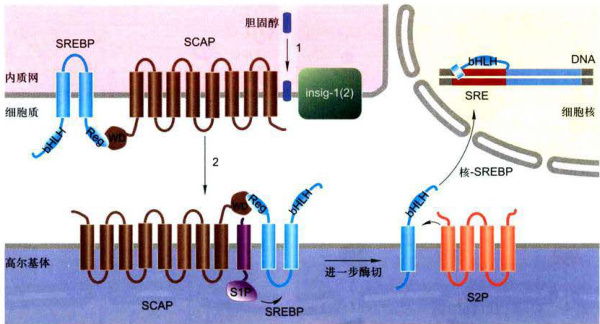 胆固醇
SREBP
SCAP
1
内质网
insig-1(2)
细胞质
bHLH
Reg
WD
2
bHLH
DNA
SRE
细胞核
核-SREBP
bHLH
WD
Reg
bHLH
高尔基体
S1P
SCAP
SREBP
进一步酶切
S2P